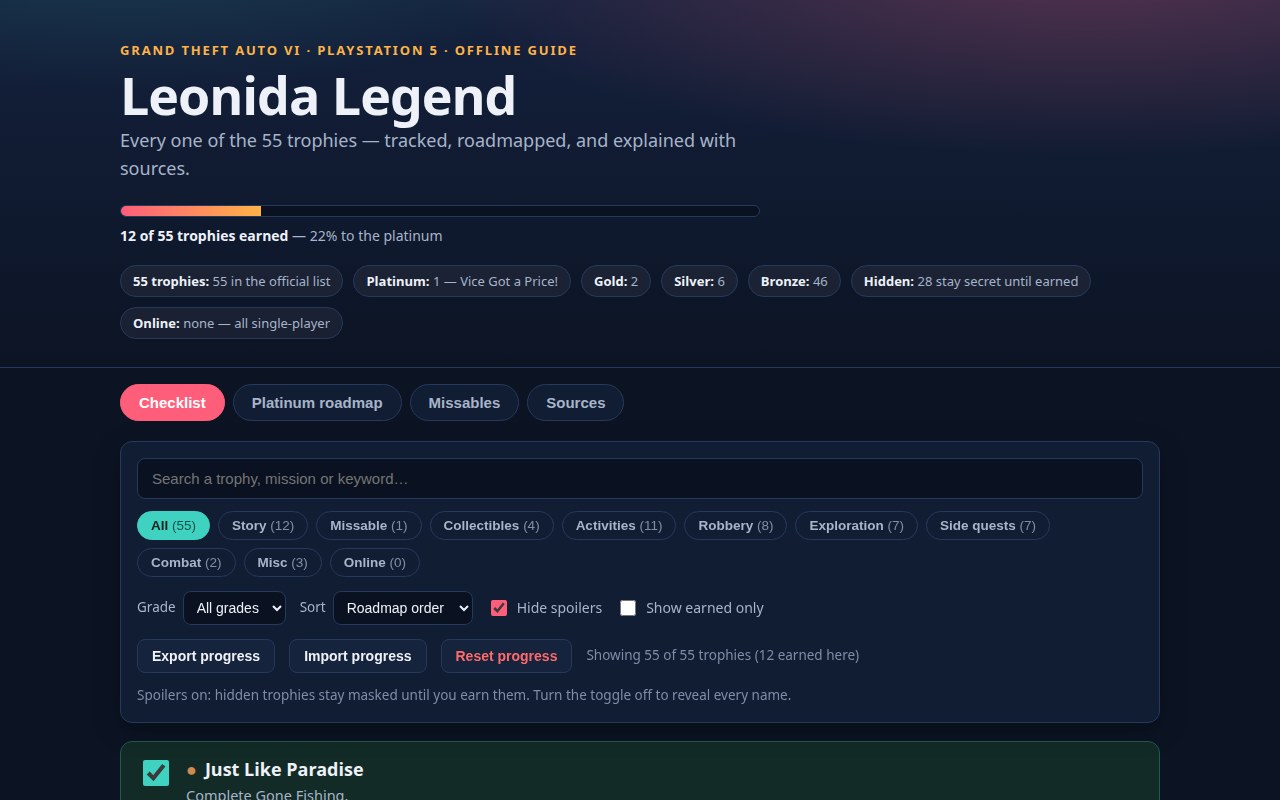 GRAND THEFT AUTO VI · PLAYSTATION 5 · OFFLINE GUIDE
Leonida Legend
Every one of the 55 trophies — tracked, roadmapped, and explained with
sources.
12 of 55 trophies earned — 22% to the platinum
55 trophies: 55 in the official list
Platinum: 1 — Vice Got a Price!
Gold: 2
Silver: 6
Bronze: 46
Hidden: 28 stay secret until earned
Online: none — all single-player
Checklist
Platinum roadmap
Missables
Sources
Search a trophy, mission or keyword…
All (55)
Story (12)
Missable (1)
Collectibles (4)
Activities (11)
Robbery (8)
Exploration (7)
Side quests (7)
Combat (2)
Misc (3)
Online (0)
Grade
All grades
Sort
Roadmap order
Hide spoilers
Show earned only
Export progress
Import progress
Reset progress
Showing 55 of 55 trophies (12 earned here)
Spoilers on: hidden trophies stay masked until you earn them. Turn the toggle off to reveal every name.
Just Like Paradise
Complete Gone Fishing.